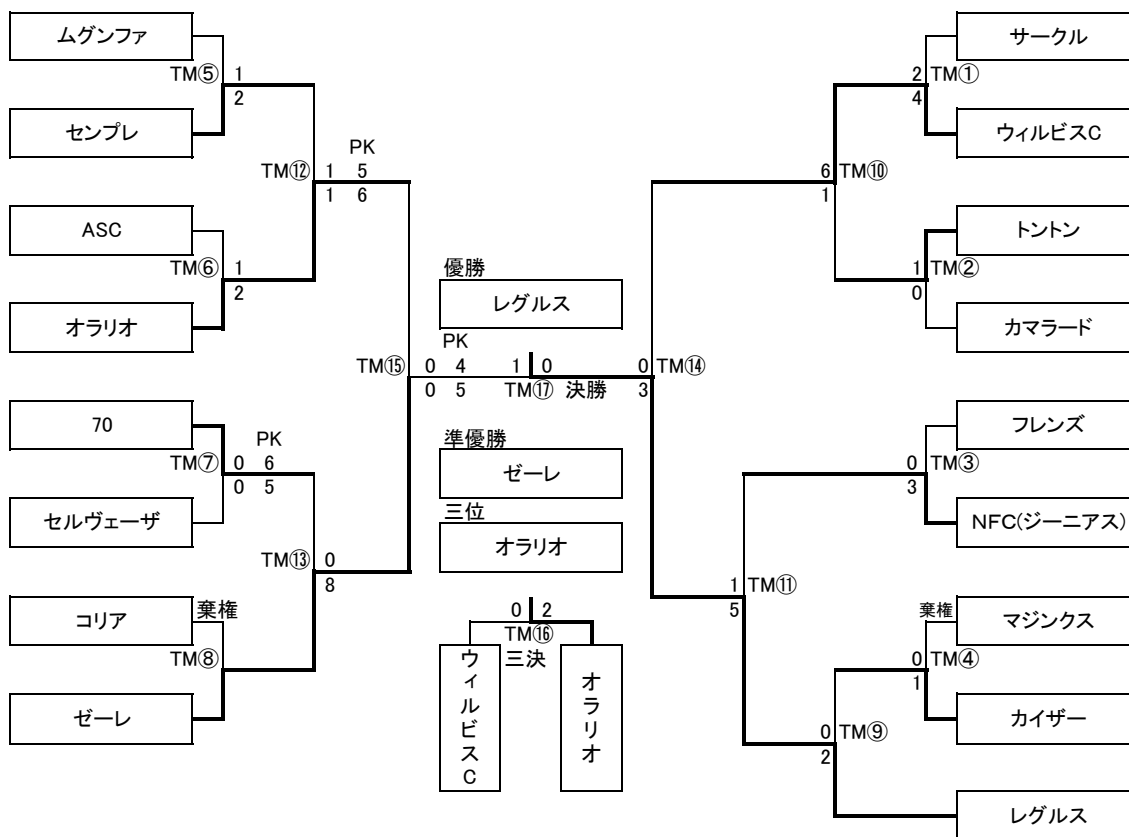 ムグンファ
サークル
TM⑤ 1
2 TM①
2
4
センプレ
ウィルビスC
PK
TM⑫ 1 5
6 TM⑩
1 6
1
ASC
トントン
TM⑥ 1
1 TM②
2
0
優勝
オラリオ
レグルス
カマラード
PK
TM⑮ 0 4
1 0
0 TM⑭
0 5
TM⑰ 決勝
3
70
フレンズ
PK
準優勝
TM⑦ 0 6
0 TM③
0 5
ゼーレ
3
セルヴェーザ
NFC(ジーニアス)
三位
オラリオ
TM⑬ 0
8
1 TM⑪
5
コリア
棄権
0 2
棄権
マジンクス
TM⑯
三決
TM⑧
0 TM④
1
ウィルビスC
オラリオ
ゼーレ
カイザー
0 TM⑨
2
レグルス